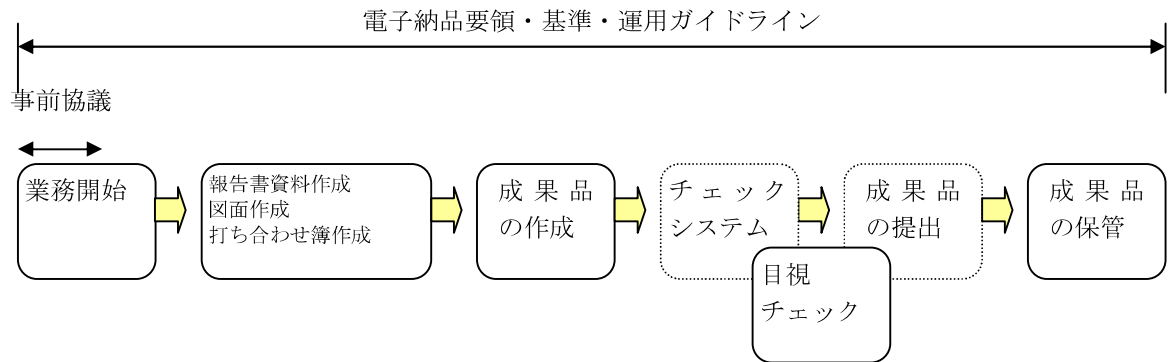 電子納品要領・基準・運用ガイドライン
事前協議
業務開始
報告書資料作成
図面作成
打ち合わせ簿作成
成果品
の作成
チェック
システム
目視
チェック
成果品
の提出
成果品
の保管